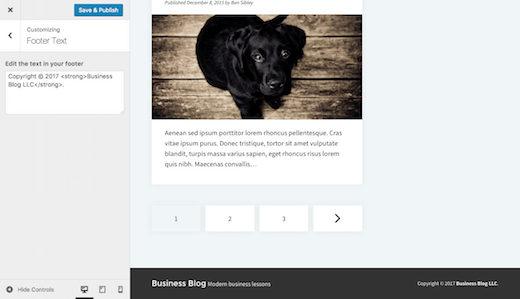 Save & Publish
Customizing
Footer Text
Edit the text in your footer
Copyright © 2017 <strong>Business
Blog LLC</strong>.
Hide Controls
Published December 8, 2015 by Ben Sibley
Aenean sed ipsum porttitor lorem rhoncus pellentesque. Cras
vitae ipsum purus. Donec tristique, tortor sit amet vulputate
blandit, turpis massa varius sapien, eget rhoncus risus lorem
quis nibh. Maecenas convallis…
1 2 3
Business Blog Modern business lessons
Copyright © 2017 Business Blog LLC.